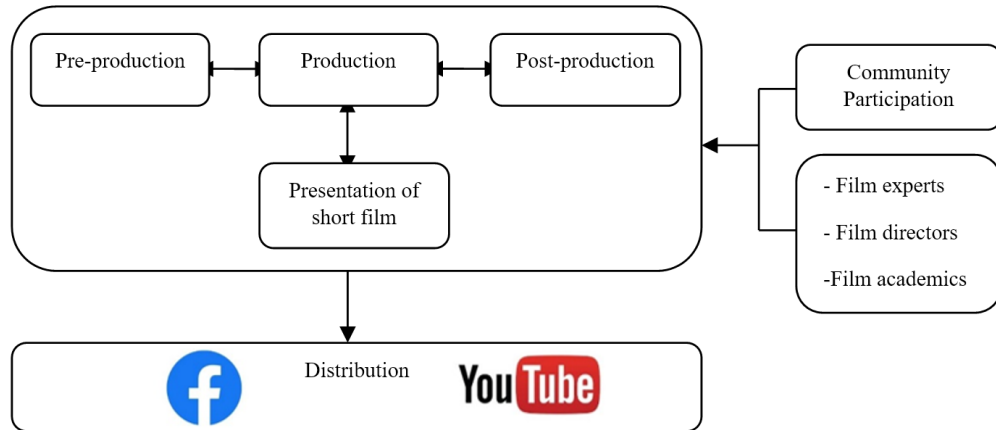 Pre-production
Production
Post-production
Presentation of
short film
Community
Participation
- Film experts
- Film directors
-Film academics
Distribution
f
YouTube